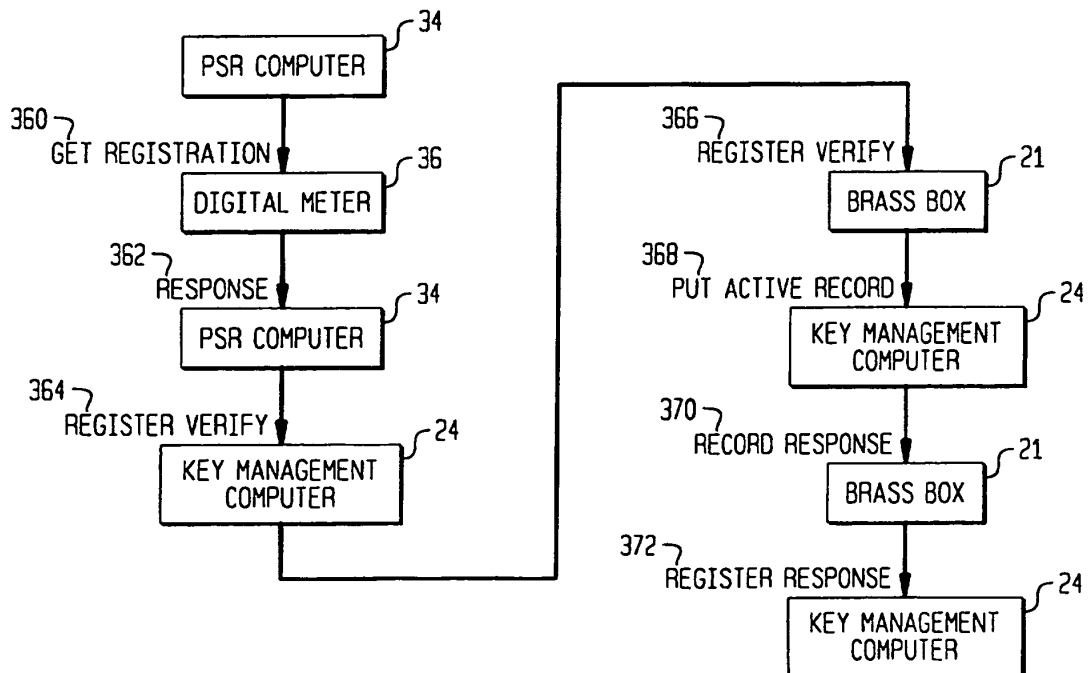 34
PSR COMPUTER
360
GET REGISTRATION
36
DIGITAL METER
362
RESPONSE
34
PSR COMPUTER
364
REGISTER VERIFY
24
KEY MANAGEMENT
COMPUTER
366
REGISTER VERIFY
21
BRASS BOX
368
PUT ACTIVE RECORD
24
KEY MANAGEMENT
COMPUTER
370
RECORD RESPONSE
21
BRASS BOX
372
REGISTER RESPONSE
24
KEY MANAGEMENT
COMPUTER